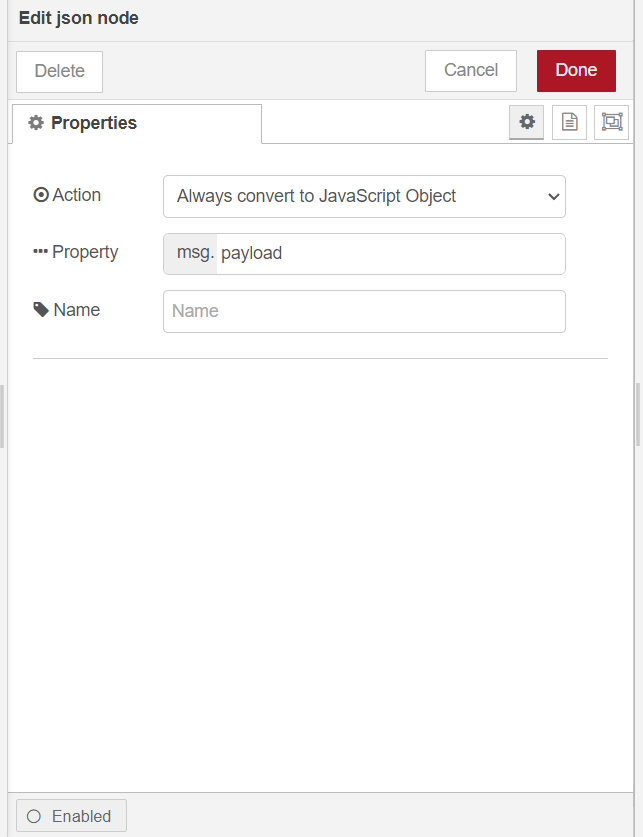 Edit json node
Delete Cancel Done
Properties
Action Always convert to JavaScript Object
Property msg. payload
Name Name
Enabled